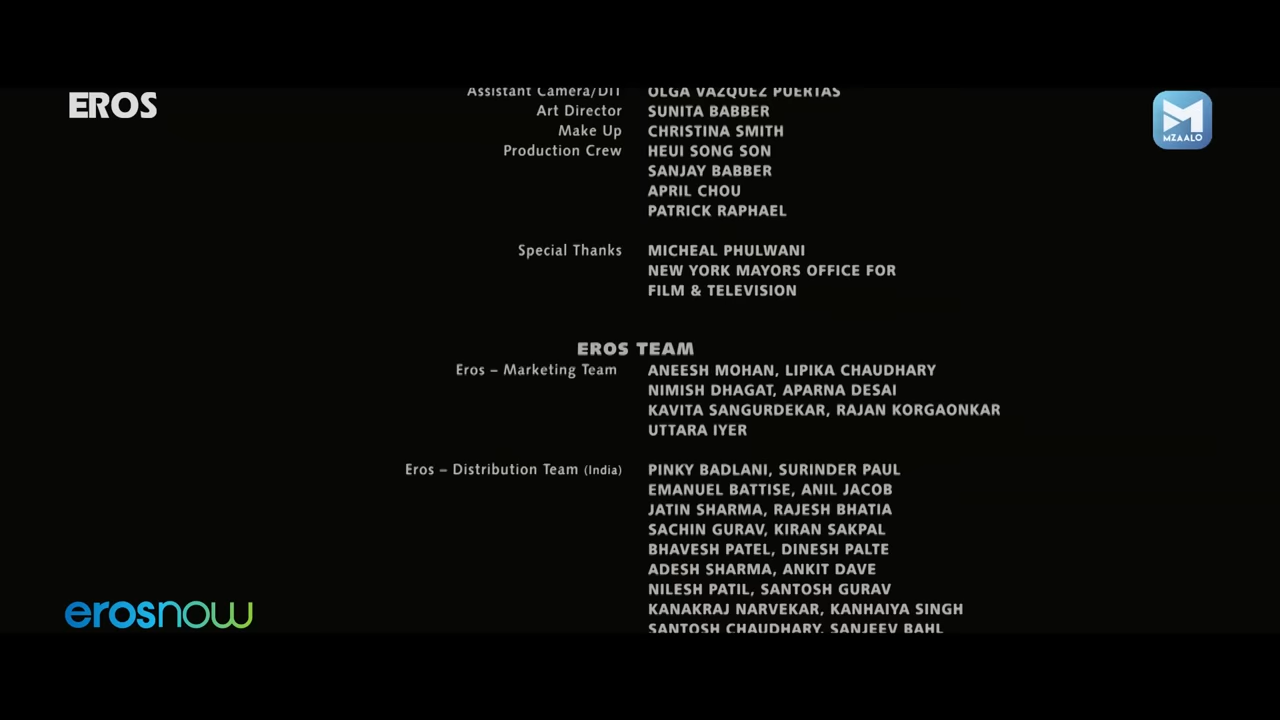 Assistant Camera/DIT OLGA VAZQUEZ PUERTAS
EROS
Art Director SUNITA BABBER
Make Up CHRISTINA SMITH
MZAALO
Production Crew HEUI SONG SON
SANJAY BABBER
APRIL CHOU
PATRICK RAPHAEL
Special Thanks MICHEAL PHULWANI
NEW YORK MAYORS OFFICE FOR
FILM & TELEVISION
EROS TEAM
Eros – Marketing Team ANEESH MOHAN, LIPIKA CHAUDHARY
NIMISH DHAGAT, APARNA DESAI
KAVITA SANGURDEKAR, RAJAN KORGAONKAR
UTTARA IYER
Eros – Distribution Team (India) PINKY BADLANI, SURINDER PAUL
EMANUEL BATTISE, ANIL JACOB
JATIN SHARMA, RAJESH BHATIA
SACHIN GURAV, KIRAN SAKPAL
BHAVESH PATEL, DINESH PALTE
ADESH SHARMA, ANKIT DAVE
NILESH PATIL, SANTOSH GURAV
KANAKRAJ NARVEKAR, KANHAIYA SINGH
erosnow
SANTOSH CHAUDHARY, SANJEEV BAHL